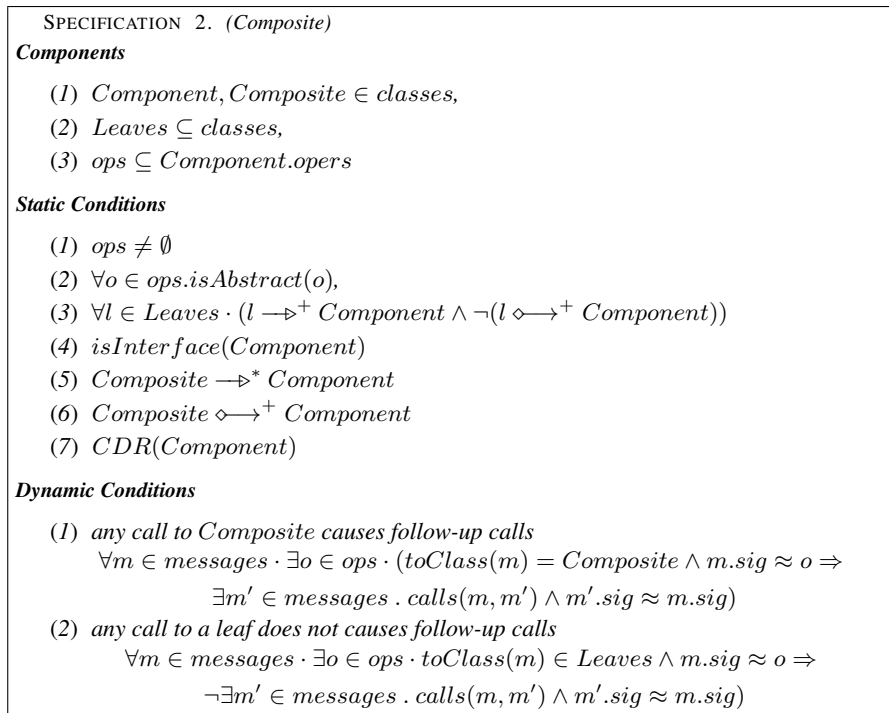 SPECIFICATION 2. (Composite)
Components
(1) Component, Composite ∈ classes,
(2) Leaves ⊆ classes,
(3) ops ⊆ Component.opers
Static Conditions
(1) ops ≠ ∅
(2) ∀o ∈ ops.isAbstract(o),
(3) ∀l ∈ Leaves · (l —▷⁺ Component ∧ ¬(l ◇⟶⁺ Component))
(4) isInterface(Component)
(5) Composite —▷* Component
(6) Composite ◇⟶⁺ Component
(7) CDR(Component)
Dynamic Conditions
(1) any call to Composite causes follow-up calls
∀m ∈ messages · ∃o ∈ ops · (toClass(m) = Composite ∧ m.sig ≈ o ⇒
∃m′ ∈ messages . calls(m, m′) ∧ m′.sig ≈ m.sig)
(2) any call to a leaf does not causes follow-up calls
∀m ∈ messages · ∃o ∈ ops · toClass(m) ∈ Leaves ∧ m.sig ≈ o ⇒
¬∃m′ ∈ messages . calls(m, m′) ∧ m′.sig ≈ m.sig)